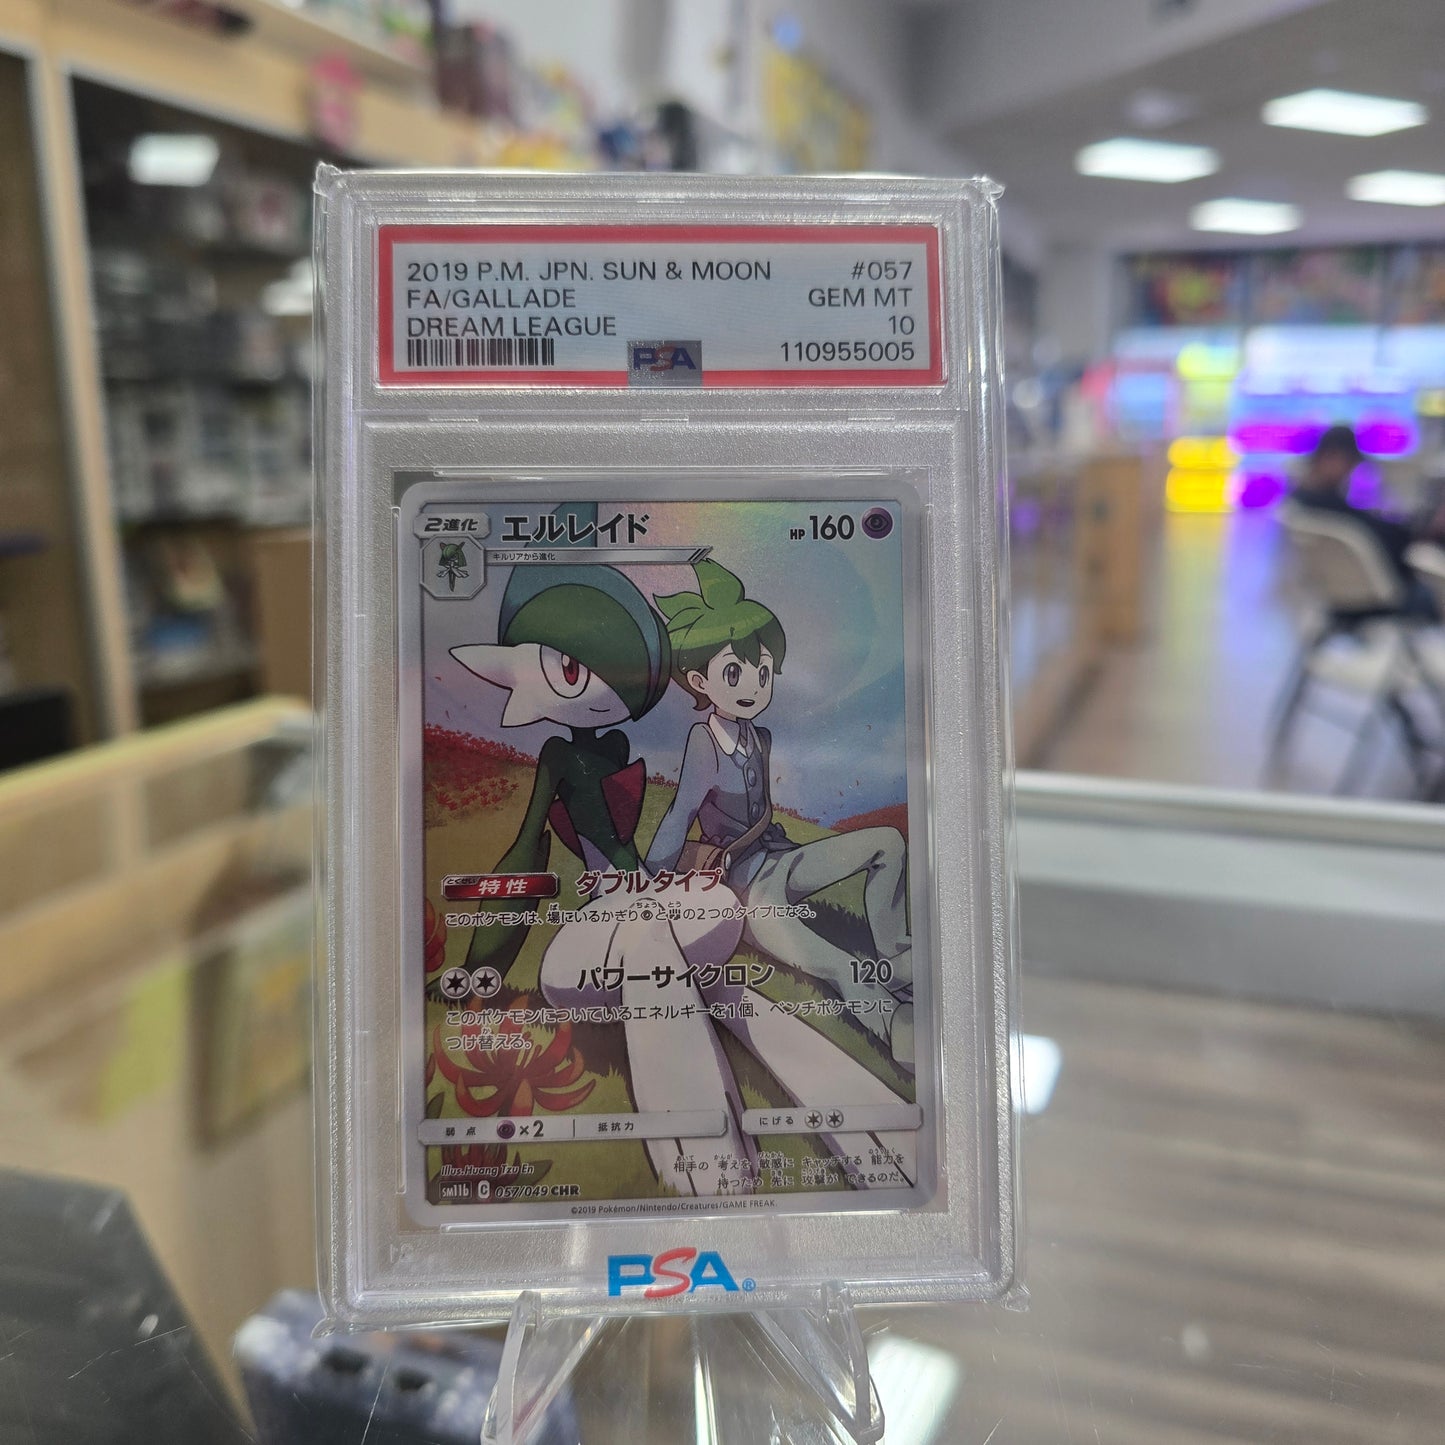 2019 P.M. JPN. SUN & MOON #057
FA/GALLADE GEM MT
DREAM LEAGUE 10
PSA 110955005
2進化 エルレイド HP 160
キルリアから進化
特性 ダブルタイプ
このポケモンは、場にいるかぎり と の2つのタイプになる。
パワーサイクロン 120
このポケモンについているエネルギーを1個、ベンチポケモンに
つけ替える。
弱点 ×2 抵抗力 にげる
相手の 考えを 敏感に キャッチする 能力を
持つため 先に 攻撃が できるのだ。
Illus.Huang Tzu En
sm11b C 057/049 CHR
©2019 Pokémon/Nintendo/Creatures/GAME FREAK.
PSA®